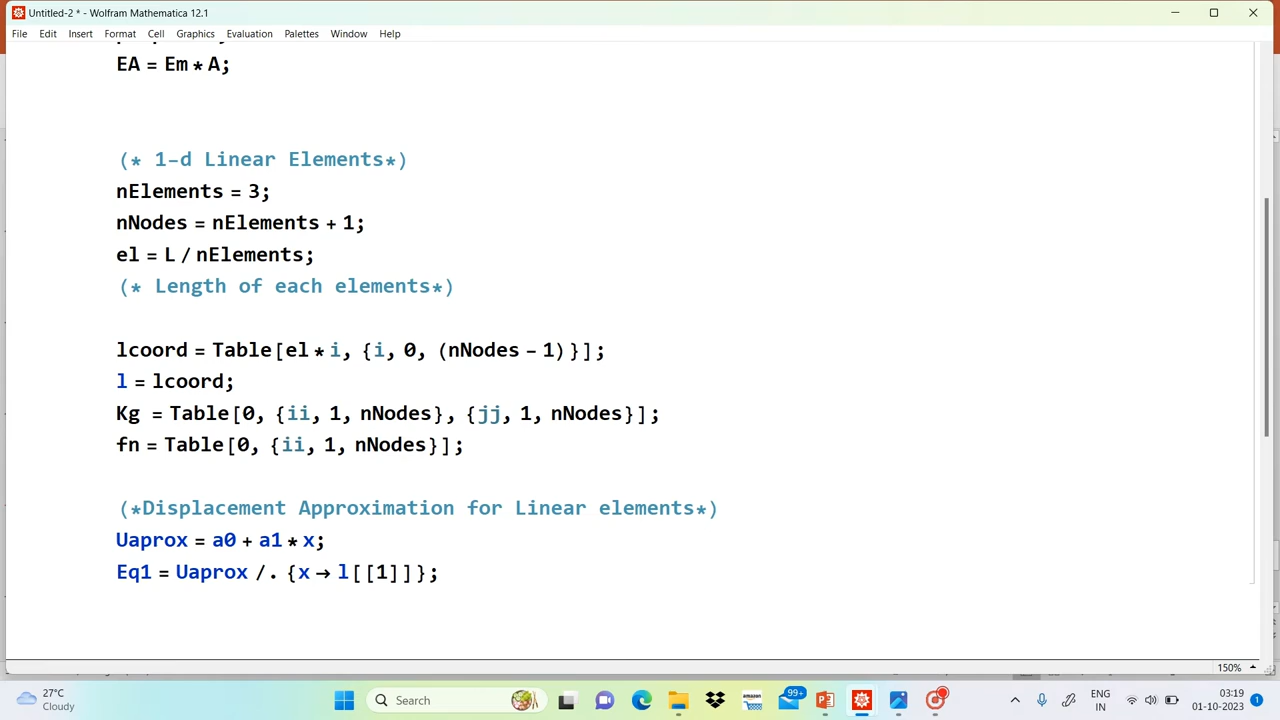 Untitled-2 * - Wolfram Mathematica 12.1
File Edit Insert Format Cell Graphics Evaluation Palettes Window Help
EA = Em * A;
(* 1-d Linear Elements*)
nElements = 3;
nNodes = nElements + 1;
el = L / nElements;
(* Length of each elements*)
lcoord = Table[el * i, {i, 0, (nNodes - 1) }];
l = lcoord;
Kg = Table[0, {ii, 1, nNodes}, {jj, 1, nNodes}];
fn = Table[0, {ii, 1, nNodes}];
(*Displacement Approximation for Linear elements*)
Uaprox = a0 + a1 * x;
Eq1 = Uaprox /. {x → l[[1]]};
150%
27°C
Cloudy
Search
amazon
99+
ENG
IN
03:19
01-10-2023
1